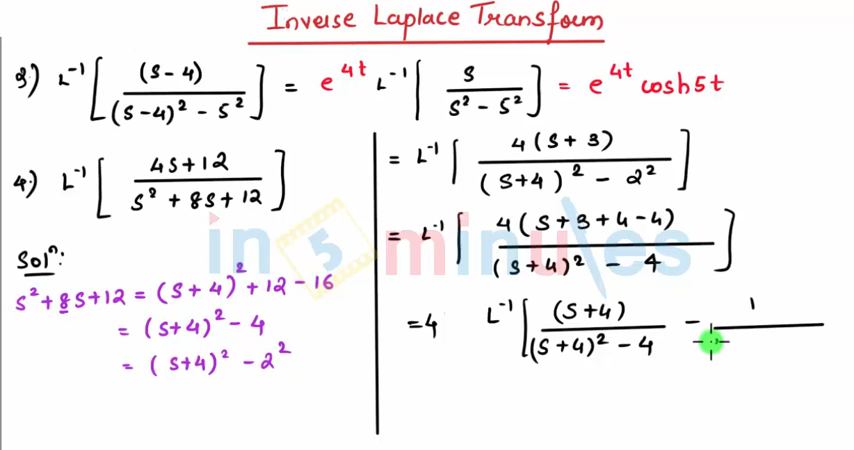 Inverse Laplace Transform
3) L⁻¹ [ (s-4) / ((s-4)² - 5²) ] = e^4t L⁻¹ [ s / (s² - 5²) ] = e^4t cosh5t
4) L⁻¹ [ (4s+12) / (s² + 8s + 12) ]
Solⁿ:
s² + 8s + 12 = (s+4)² + 12 - 16
= (s+4)² - 4
= (s+4)² - 2²
= L⁻¹ [ 4(s+3) / ((s+4)² - 2²) ]
= L⁻¹ [ 4(s+3+4-4) / ((s+4)² - 4) ]
= 4 L⁻¹ [ (s+4) / ((s+4)² - 4) - 1 /
in 5 minutes